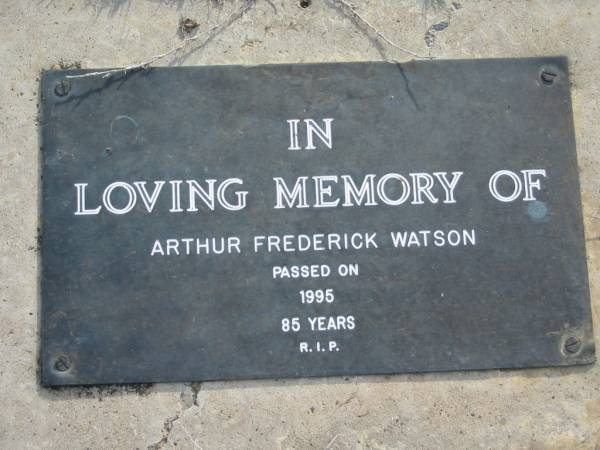 IN
LOVING MEMORY OF
ARTHUR FREDERICK WATSON
PASSED ON
1995
85 YEARS
R.I.P.